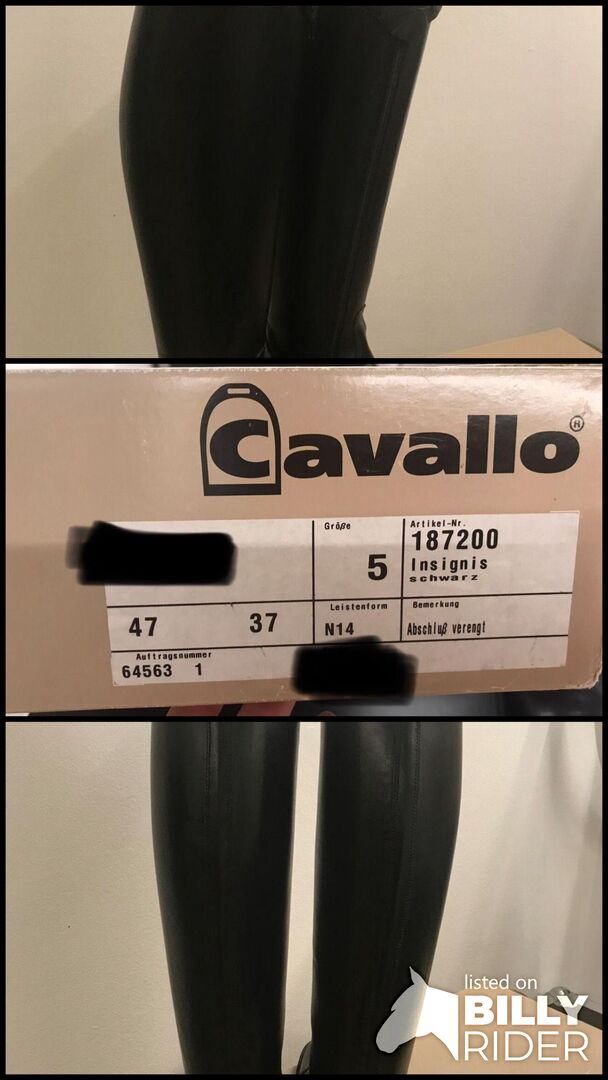 Cavallo®
Größe
5
Artikel-Nr.
187200
Insignis
schwarz
47 37
Leistenform
N14
Bemerkung
Abschluß verengt
Auftragsnummer
64563 1
listed on
BILLY
RIDER